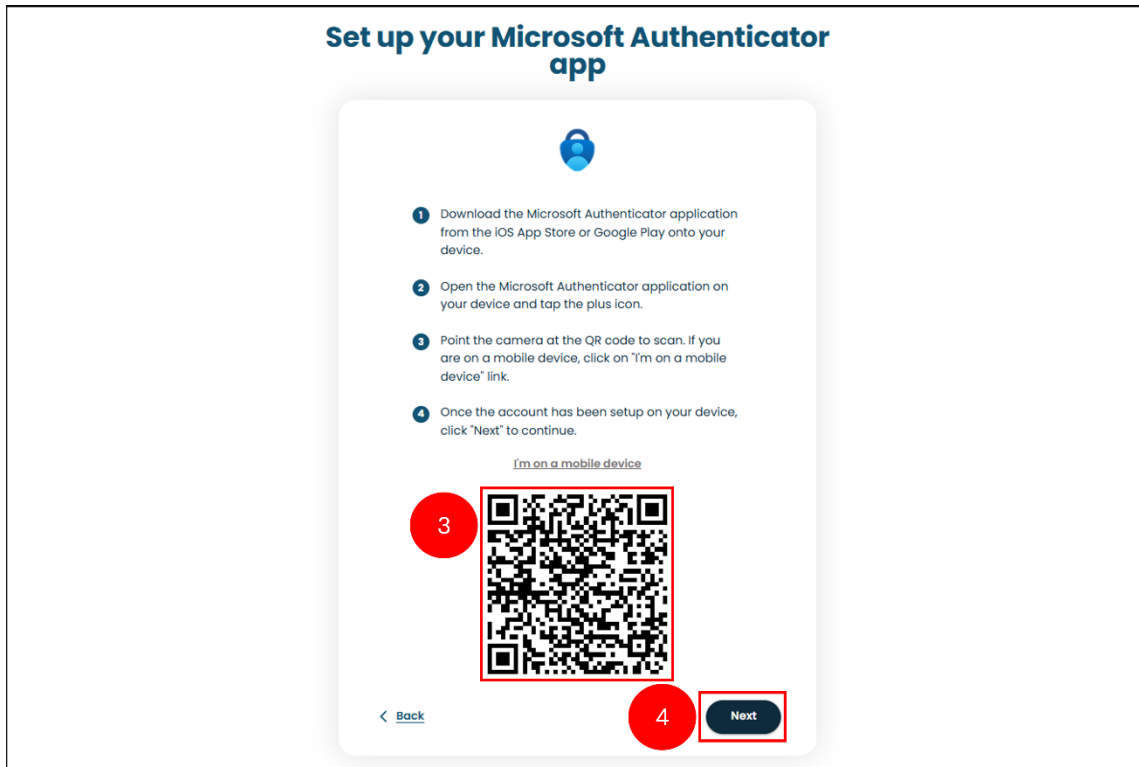 Set up your Microsoft Authenticator
app
1 Download the Microsoft Authenticator application
from the iOS App Store or Google Play onto your
device.
2 Open the Microsoft Authenticator application on
your device and tap the plus icon.
3 Point the camera at the QR code to scan. If you
are on a mobile device, click on "I'm on a mobile
device" link.
4 Once the account has been setup on your device,
click "Next" to continue.
I'm on a mobile device
3
Back
4
Next